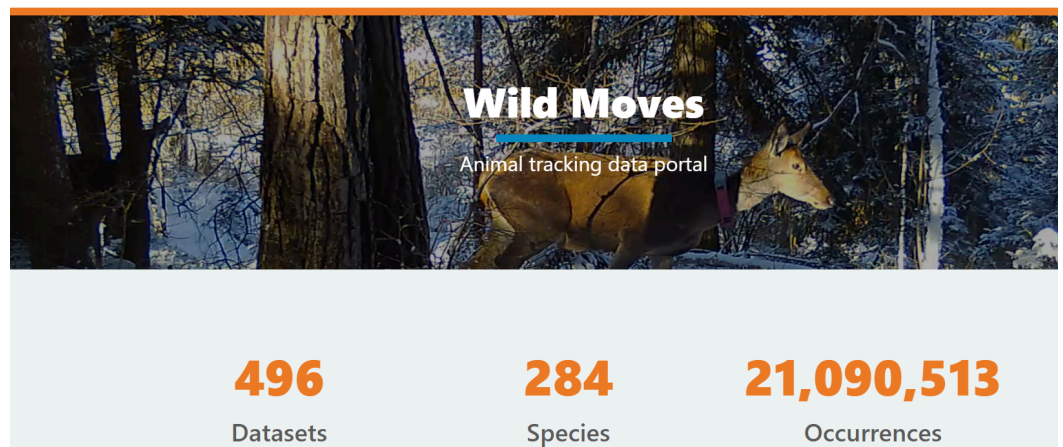 Wild Moves
Animal tracking data portal
496 284 21,090,513
Datasets Species Occurrences